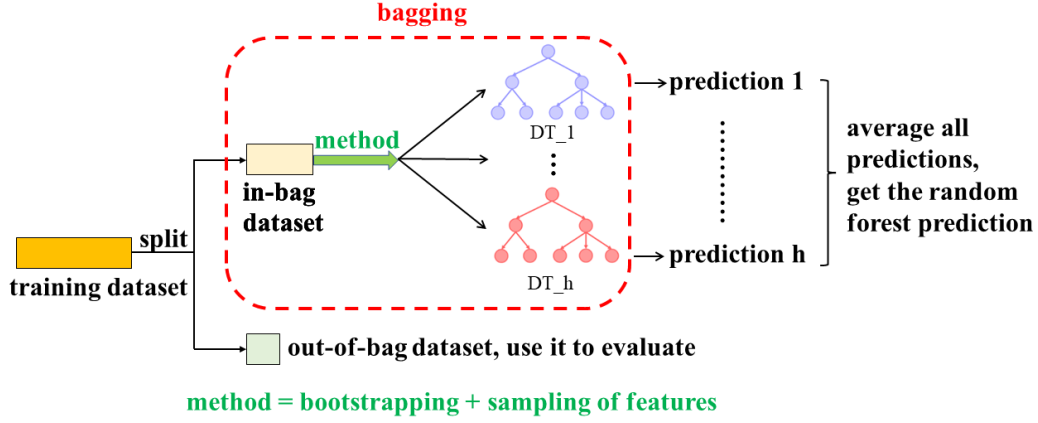 bagging
prediction 1
DT_1
method
average all
predictions,
get the random
forest prediction
in-bag
dataset
split
training dataset
prediction h
DT_h
out-of-bag dataset, use it to evaluate
method = bootstrapping + sampling of features